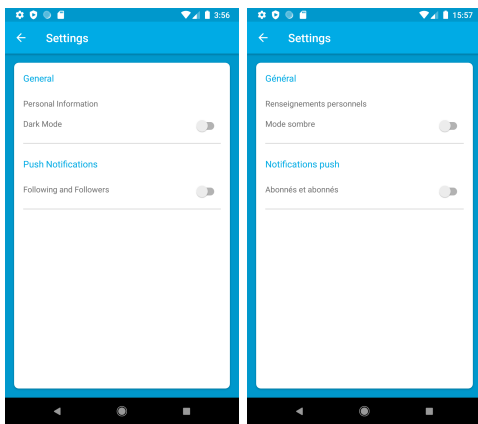 3:56
Settings
General
Personal Information
Dark Mode
Push Notifications
Following and Followers
15:57
Settings
Général
Renseignements personnels
Mode sombre
Notifications push
Abonnés et abonnés